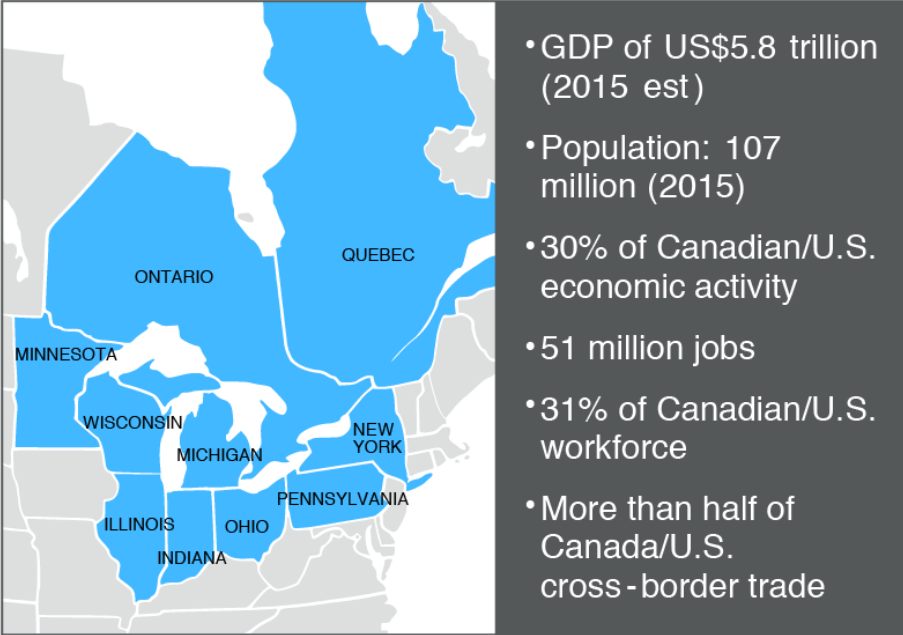 ONTARIO
QUEBEC
MINNESOTA
WISCONSIN
MICHIGAN
NEW
YORK
PENNSYLVANIA
ILLINOIS
OHIO
INDIANA
•GDP of US$5.8 trillion
(2015 est)
•Population: 107
million (2015)
•30% of Canadian/U.S.
economic activity
•51 million jobs
•31% of Canadian/U.S.
workforce
•More than half of
Canada/U.S.
cross-border trade